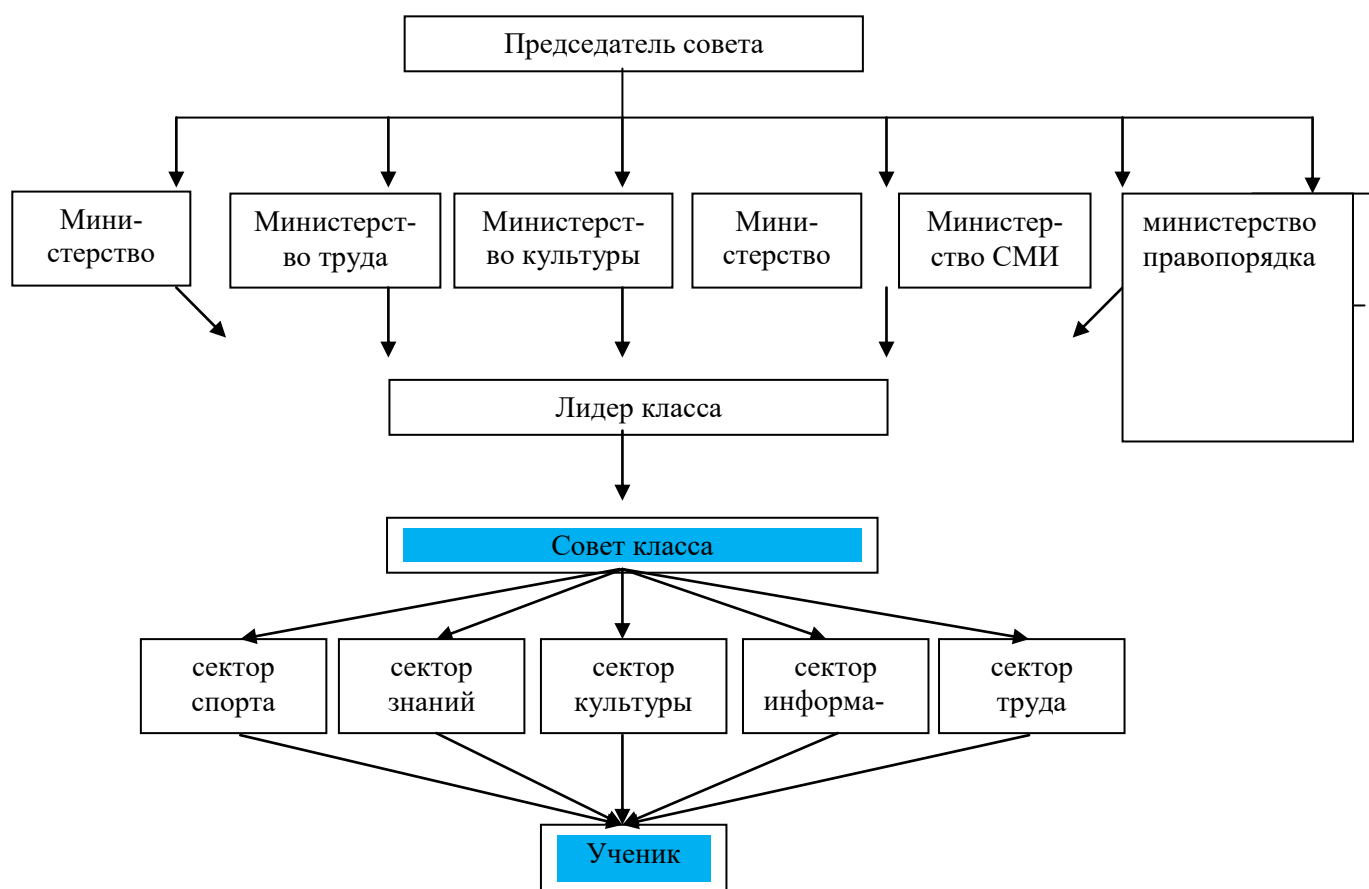 Председатель совета
Мини-
стерство
Министерст-
во труда
Министерст-
во культуры
Мини-
стерство
Министер-
ство СМИ
министерство
правопорядка
Лидер класса
Совет класса
сектор
спорта
сектор
знаний
сектор
культуры
сектор
информа-
сектор
труда
Ученик